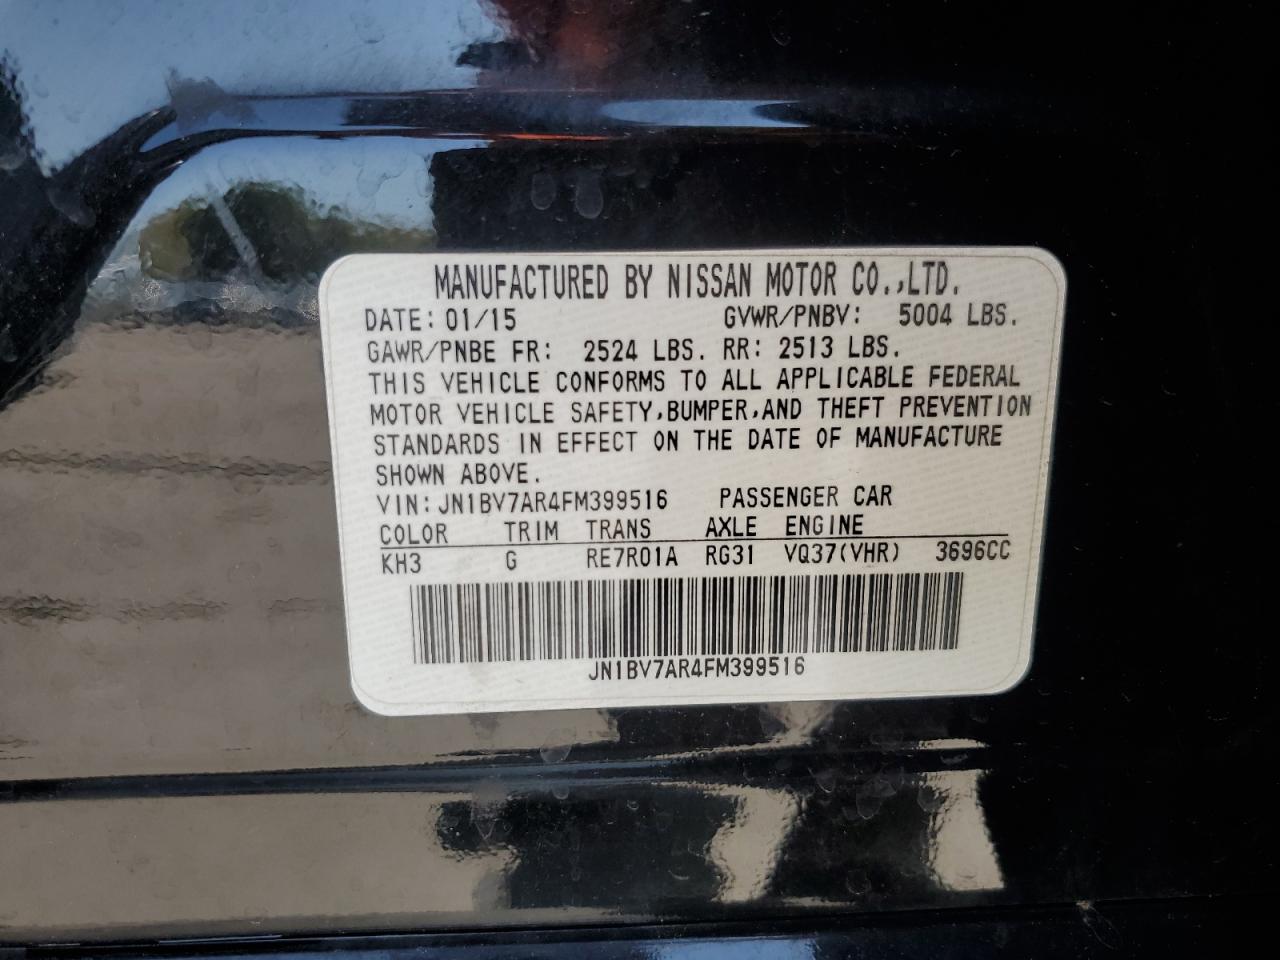 MANUFACTURED BY NISSAN MOTOR CO.,LTD.
DATE: 01/15 GVWR/PNBV: 5004 LBS.
GAWR/PNBE FR: 2524 LBS. RR: 2513 LBS.
THIS VEHICLE CONFORMS TO ALL APPLICABLE FEDERAL
MOTOR VEHICLE SAFETY,BUMPER,AND THEFT PREVENTION
STANDARDS IN EFFECT ON THE DATE OF MANUFACTURE
SHOWN ABOVE.
VIN:JN1BV7AR4FM399516 PASSENGER CAR
COLOR TRIM TRANS AXLE ENGINE
KH3 G RE7R01A RG31 VQ37(VHR) 3696CC
JN1BV7AR4FM399516